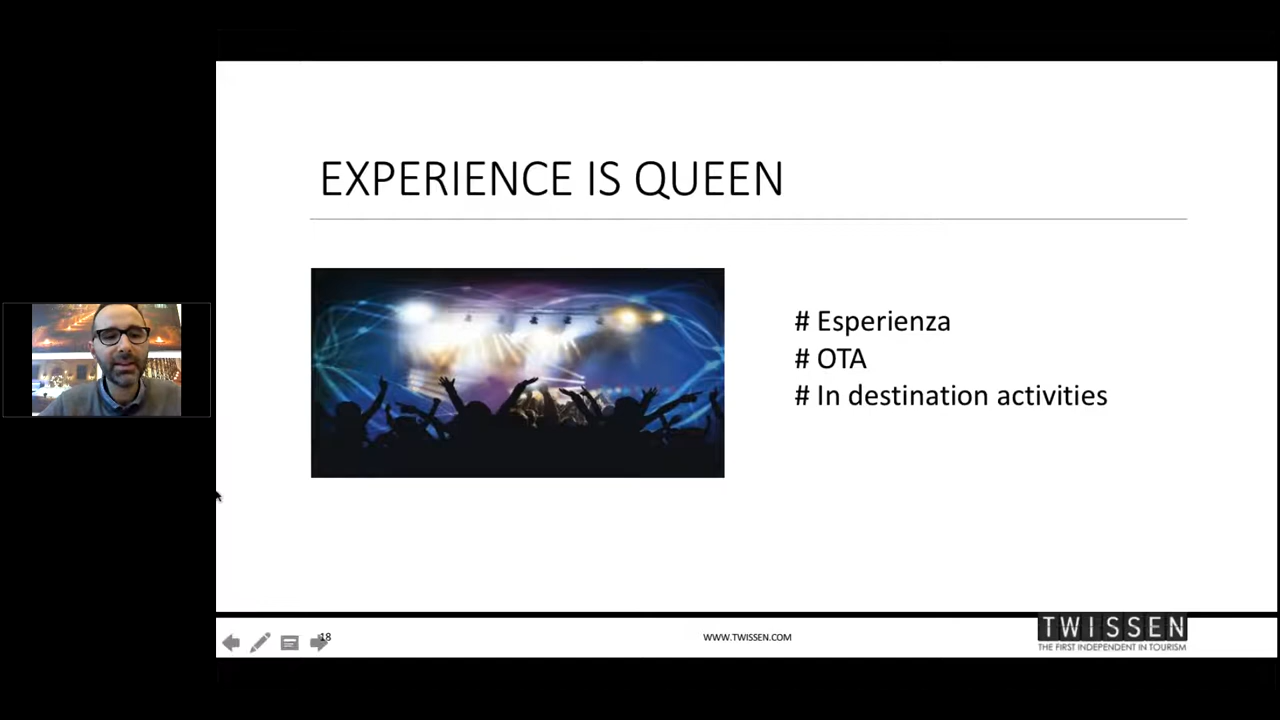 EXPERIENCE IS QUEEN
# Esperienza
# OTA
# In destination activities
18
WWW.TWISSEN.COM
TWISSEN
THE FIRST INDEPENDENT IN TOURISM